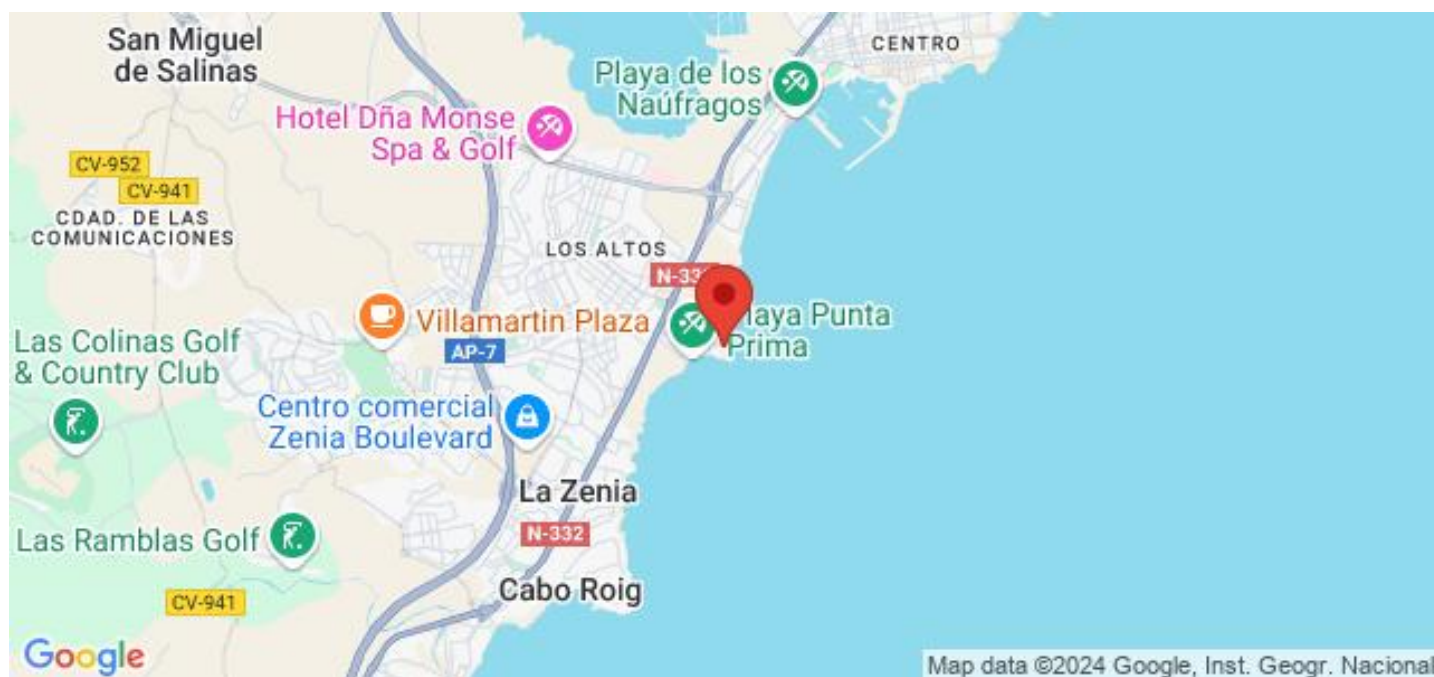 San Miguel
de Salinas
CENTRO
Playa de los
Naúfragos
Hotel Dña Monse
Spa & Golf
CV-952
CV-941
CDAD. DE LAS
COMUNICACIONES
LOS ALTOS
Villamartin Plaza
Punta
Prima
AP-7
Las Colinas Golf
& Country Club
Centro comercial
Zenia Boulevard
La Zenia
N-332
Las Ramblas Golf
Cabo Roig
CV-941
Google
Map data ©2024 Google, Inst. Geogr. Nacional